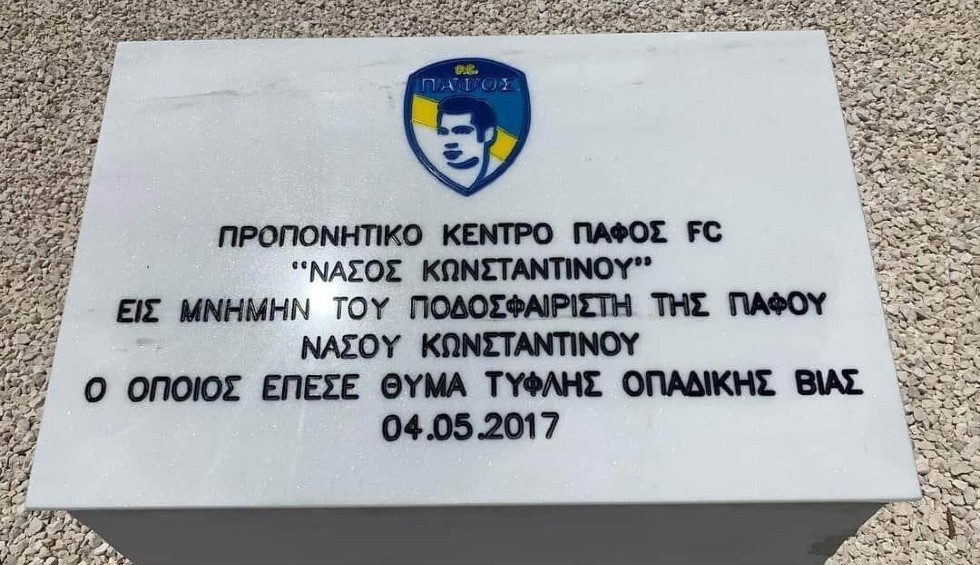 F.C.
ΠΑΦΟΣ
ΠΡΟΠΟΝΗΤΙΚΟ ΚΕΝΤΡΟ ΠΑΦΟΣ FC
"ΝΑΣΟΣ ΚΩΝΣΤΑΝΤΙΝΟΥ"
ΕΙΣ ΜΝΗΜΗΝ ΤΟΥ ΠΟΔΟΣΦΑΙΡΙΣΤΗ ΤΗΣ ΠΑΦΟΥ
ΝΑΣΟΥ ΚΩΝΣΤΑΝΤΙΝΟΥ
Ο ΟΠΟΙΟΣ ΕΠΕΣΕ ΘΥΜΑ ΤΥΦΛΗΣ ΟΠΑΔΙΚΗΣ ΒΙΑΣ
04.05.2017